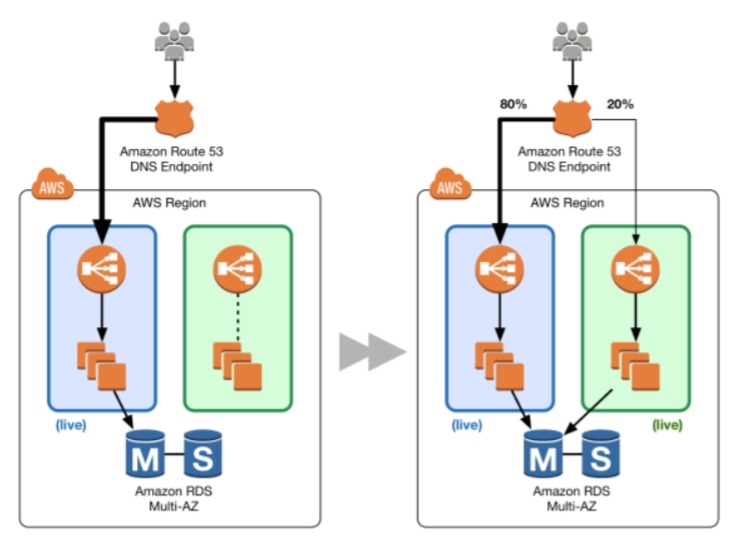 Amazon Route 53
DNS Endpoint
AWS
AWS Region
(live)
M S
Amazon RDS
Multi-AZ
80% 20%
Amazon Route 53
DNS Endpoint
AWS
AWS Region
(live)
(live)
M S
Amazon RDS
Multi-AZ